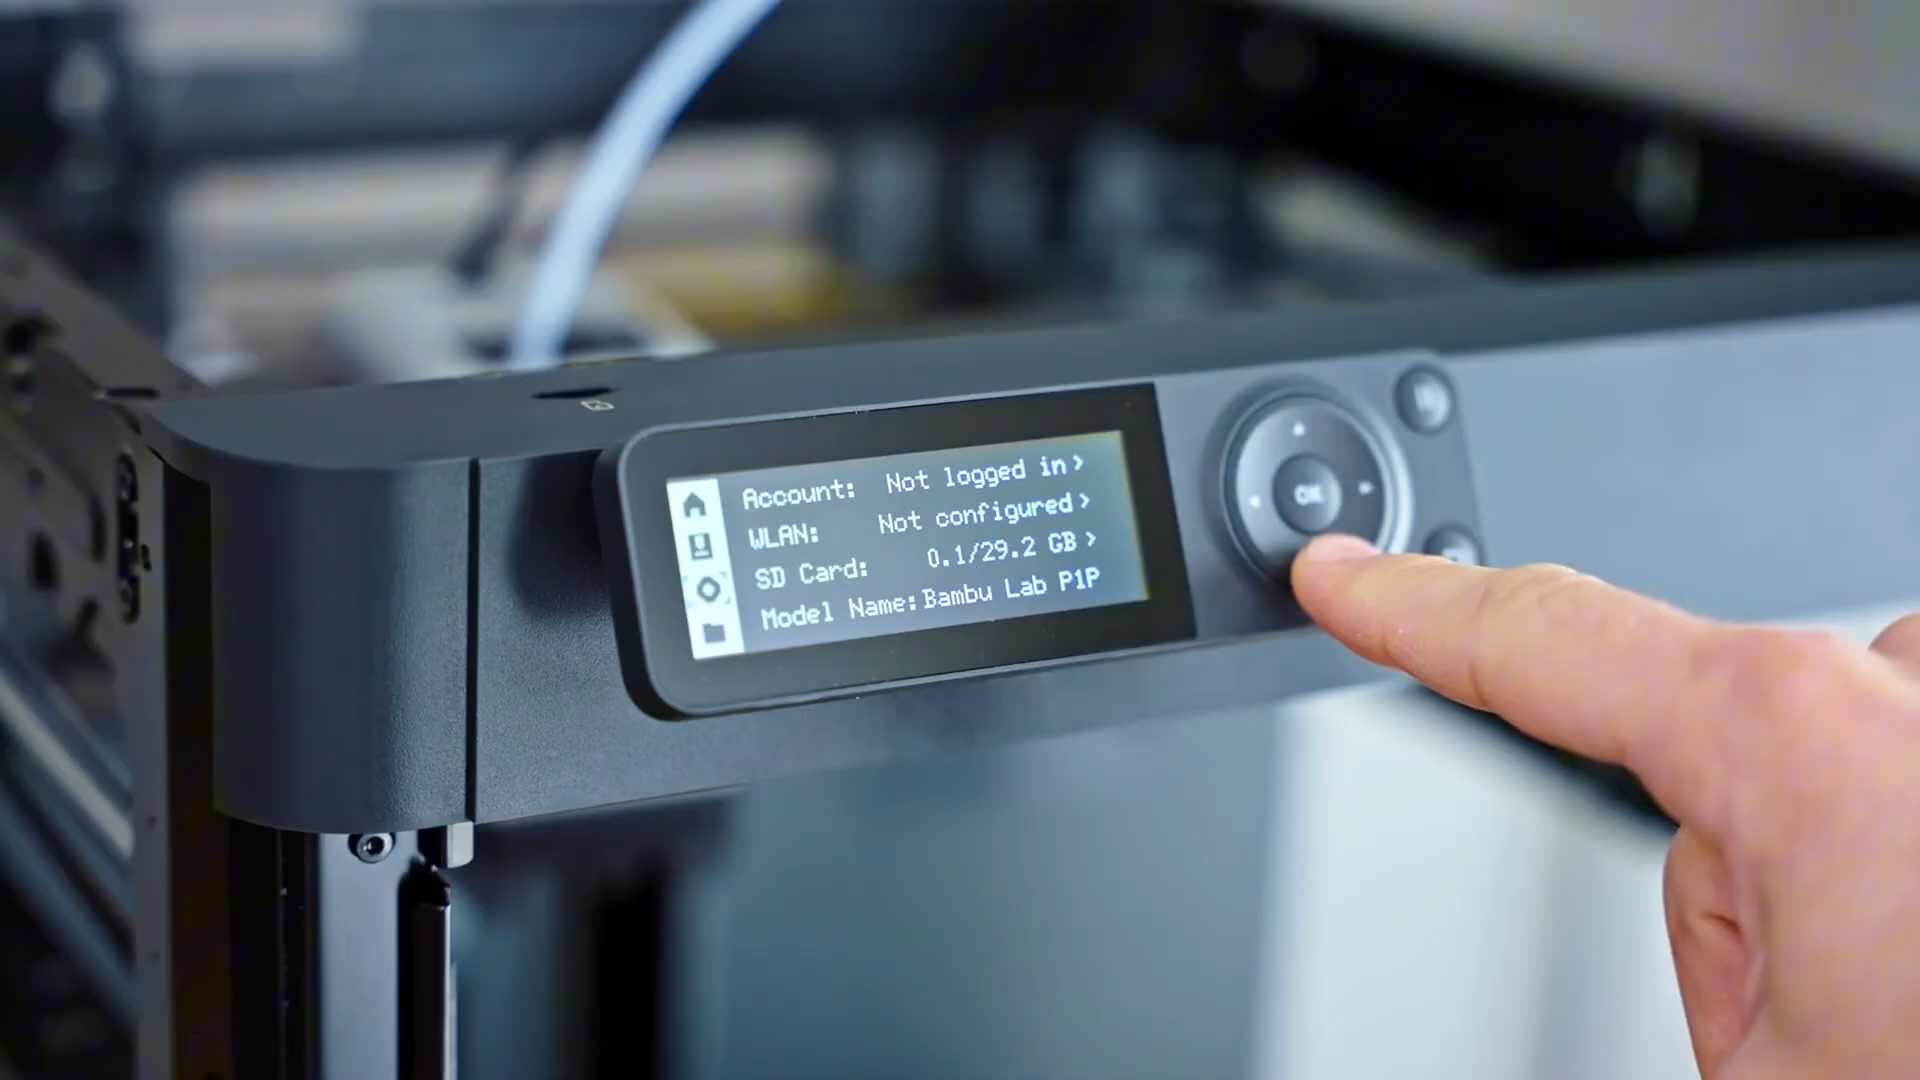 Account: Not logged in >
WLAN: Not configured >
SD Card: 0.1/29.2 GB >
Model Name: Bambu Lab P1P
OK